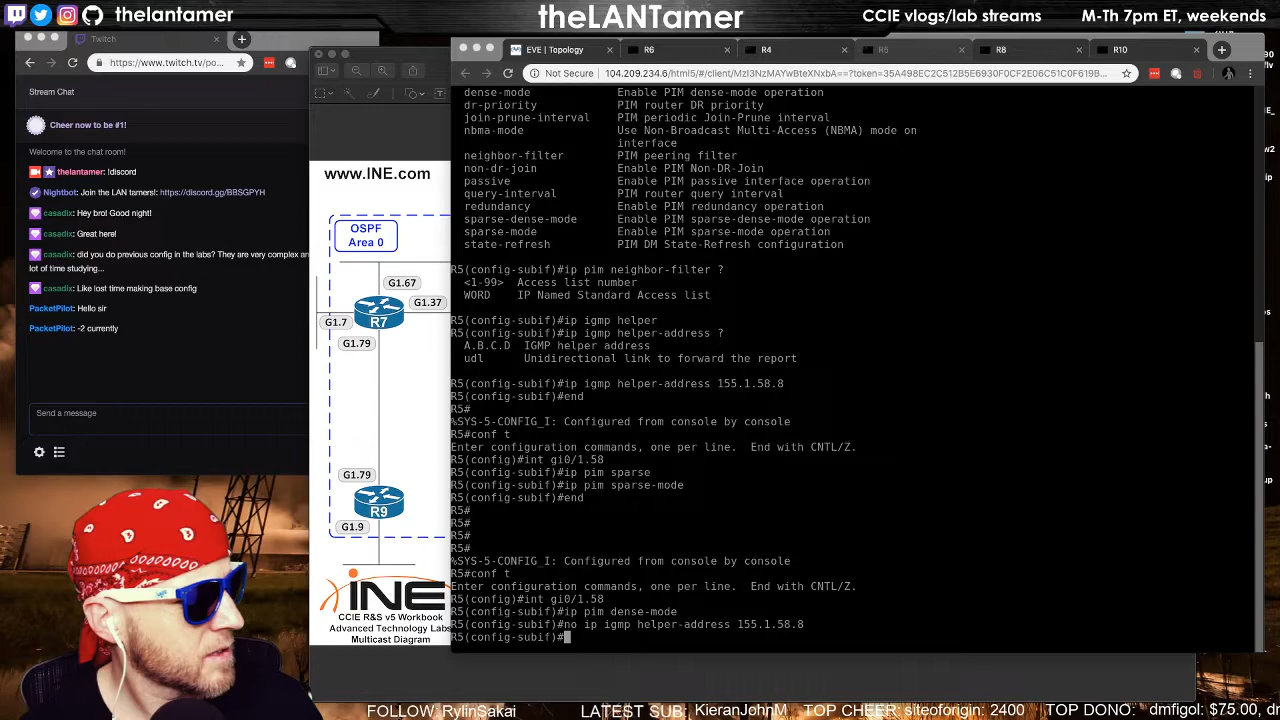 theLANTamer
theLANTamer
CCIE vlogs/lab streams
M-Th 7pm ET, weekends
Twitch
https://www.twitch.tv/po...
Stream Chat
Cheer now to be #1!
Welcome to the chat room!
thelantamer: !discord
Nightbot: Join the LAN tamers!: https://discord.gg/BBSGPYH
casadix: Hey bro! Good night!
casadix: Great here!
casadix: did you do previous config in the labs? They are very complex an
lot of time studying...
casadix: Like lost time making base config
PacketPilot: Hello sir
PacketPilot: -2 currently
Send a message
www.INE.com
OSPF
Area 0
G1.67
G1.37
R7
G1.7
G1.79
G1.79
R9
G1.9
INE
CCIE R&S v5 Workbook
Advanced Technology Labs
Multicast Diagram
EVE | Topology
R6
R4
R5
R8
R10
Not Secure
104.209.234.6/html5/#/client/MzI3NzMAYwBteXNxbA==?token=35A498EC2C512B5E6930F0CF2E06C51C0F619B...
dense-mode Enable PIM dense-mode operation
dr-priority PIM router DR priority
join-prune-interval PIM periodic Join-Prune interval
nbma-mode Use Non-Broadcast Multi-Access (NBMA) mode on
interface
neighbor-filter PIM peering filter
non-dr-join Enable PIM Non-DR-Join
passive Enable PIM passive interface operation
query-interval PIM router query interval
redundancy Enable PIM redundancy operation
sparse-dense-mode Enable PIM sparse-dense-mode operation
sparse-mode Enable PIM sparse-mode operation
state-refresh PIM DM State-Refresh configuration
R5(config-subif)#ip pim neighbor-filter ?
<1-99> Access list number
WORD IP Named Standard Access list
R5(config-subif)#ip igmp helper
R5(config-subif)#ip igmp helper-address ?
A.B.C.D IGMP helper address
udl Unidirectional link to forward the report
R5(config-subif)#ip igmp helper-address 155.1.58.8
R5(config-subif)#end
R5#
%SYS-5-CONFIG_I: Configured from console by console
R5#conf t
Enter configuration commands, one per line. End with CNTL/Z.
R5(config)#int gi0/1.58
R5(config-subif)#ip pim sparse
R5(config-subif)#ip pim sparse-mode
R5(config-subif)#end
R5#
R5#
R5#
R5#
%SYS-5-CONFIG_I: Configured from console by console
R5#conf t
Enter configuration commands, one per line. End with CNTL/Z.
R5(config)#int gi0/1.58
R5(config-subif)#ip pim dense-mode
R5(config-subif)#no ip igmp helper-address 155.1.58.8
R5(config-subif)#
FOLLOW: RylinSakai
LATEST SUB: KieranJohnM
TOP CHEER: siteoforigin: 2400
TOP DONO: dmfigol: $75.00,